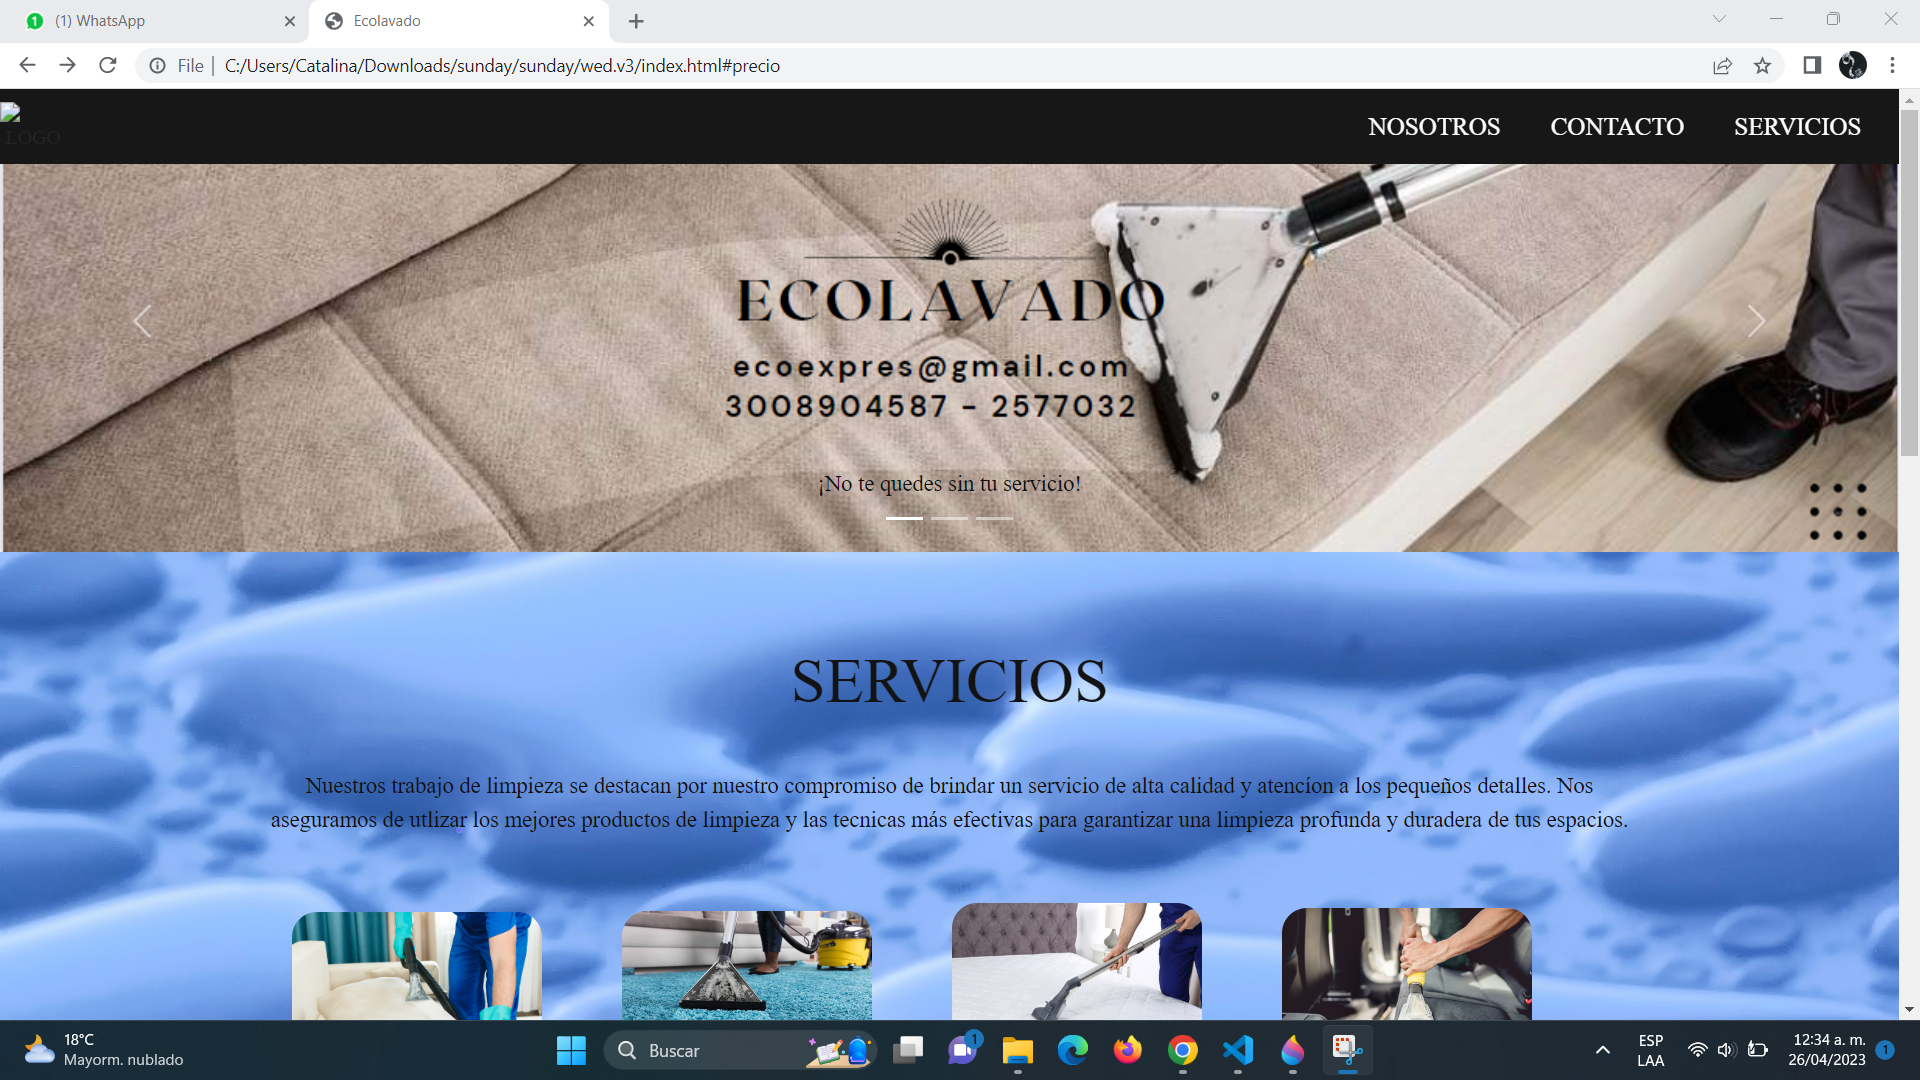 (1) WhatsApp
Ecolavado
File
C:/Users/Catalina/Downloads/sunday/sunday/wed.v3/index.html#precio
LOGO
NOSOTROS
CONTACTO
SERVICIOS
ECOLAVADO
ecoexpres@gmail.com
3008904587 - 2577032
¡No te quedes sin tu servicio!
SERVICIOS
Nuestros trabajo de limpieza se destacan por nuestro compromiso de brindar un servicio de alta calidad y atencíon a los pequeños detalles. Nos
aseguramos de utlizar los mejores productos de limpieza y las tecnicas más efectivas para garantizar una limpieza profunda y duradera de tus espacios.
18°C
Mayorm. nublado
Buscar
1
ESP
LAA
12:34 a. m.
26/04/2023
1